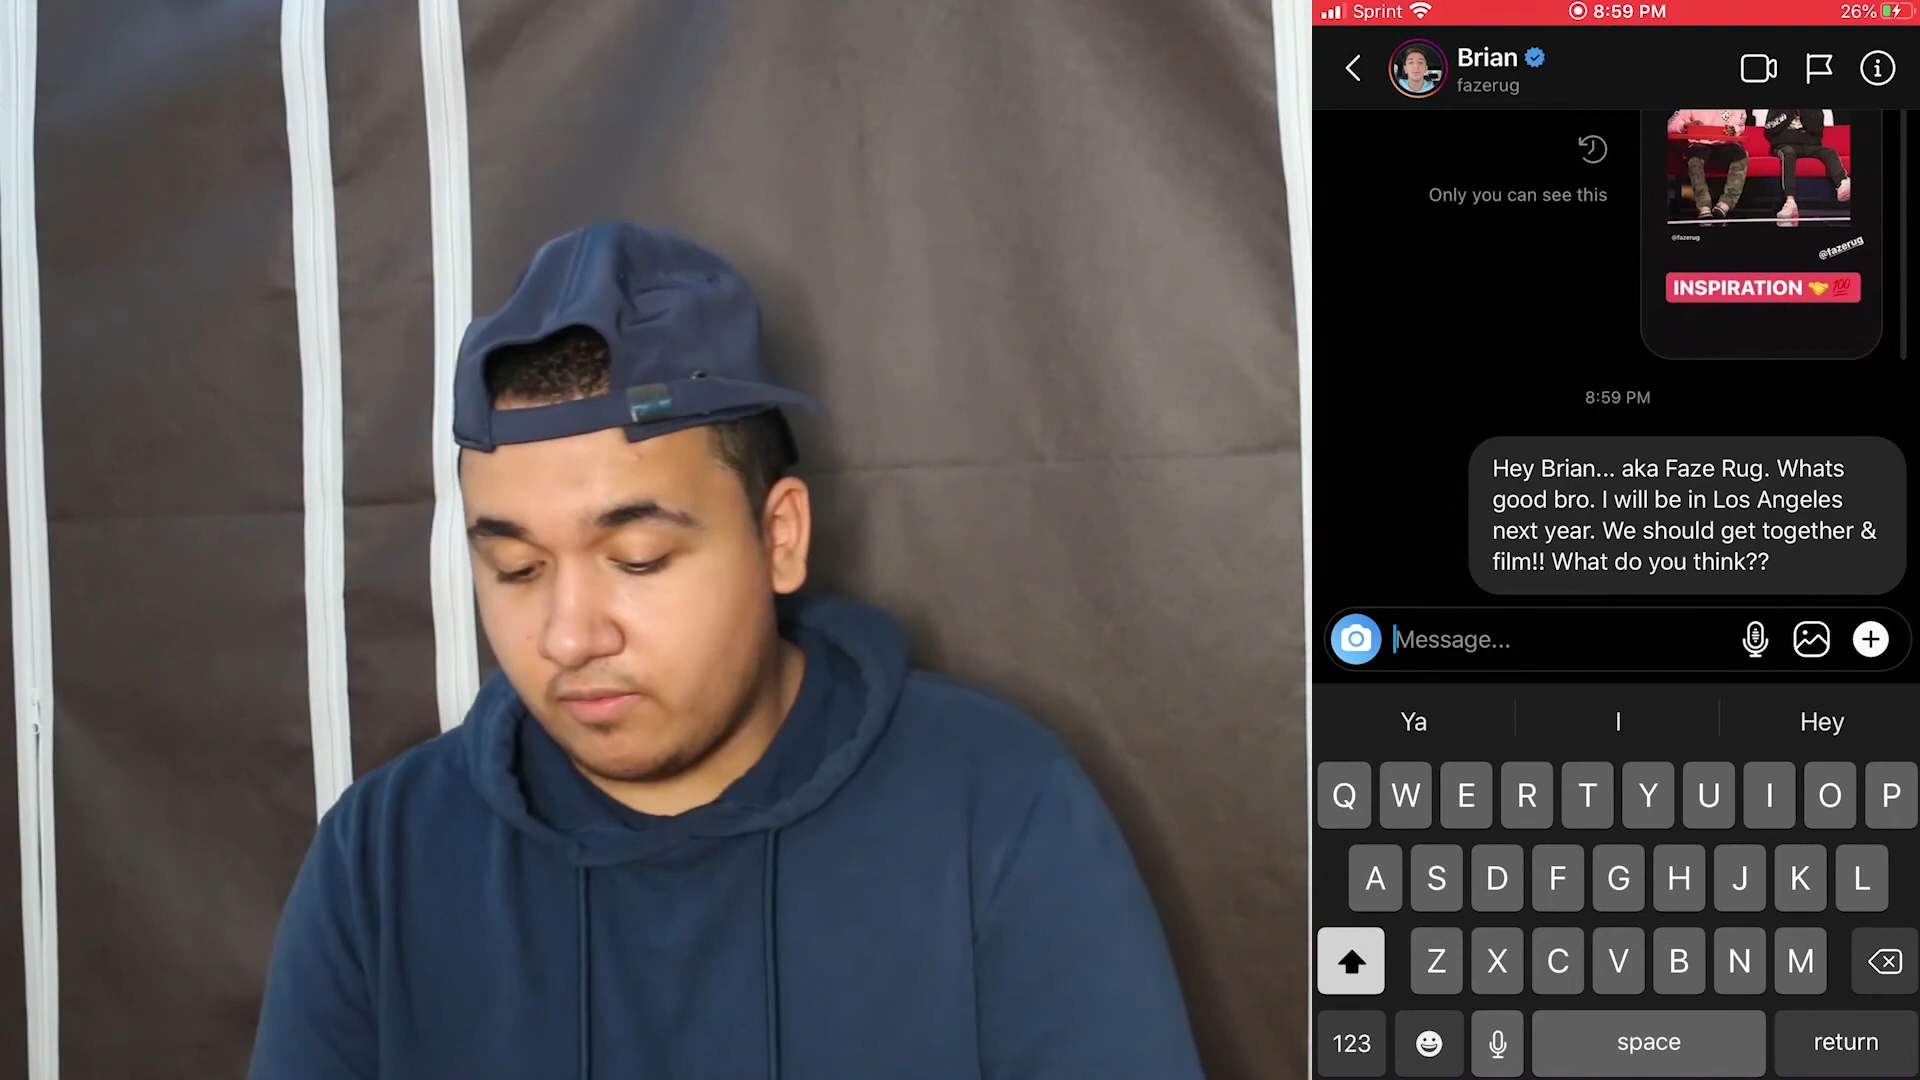 Sprint 8:59 PM 26%
Brian
fazerug
Only you can see this
@fazerug
@fazerug
INSPIRATION 🤝 💯
8:59 PM
Hey Brian... aka Faze Rug. Whats
good bro. I will be in Los Angeles
next year. We should get together &
film!! What do you think??
Message...
Ya I Hey
Q W E R T Y U I O P
A S D F G H J K L
Z X C V B N M
123 space return